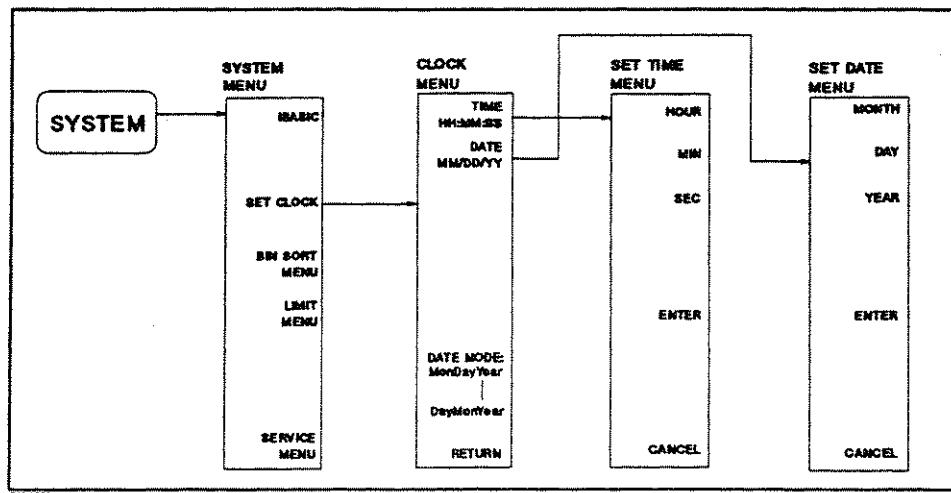 SYSTEM
SYSTEM
MENU
IBASIC
SET CLOCK
BIN SORT
MENU
LIMIT
MENU
SERVICE
MENU
CLOCK
MENU
TIME
HH:MM:SS
DATE
MM/DD/YY
DATE MODE:
MonDayYear
DayMonYear
RETURN
SET TIME
MENU
HOUR
MIN
SEC
ENTER
CANCEL
SET DATE
MENU
MONTH
DAY
YEAR
ENTER
CANCEL